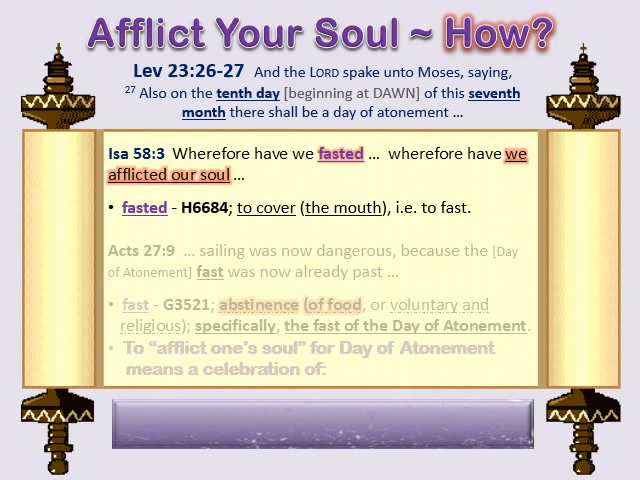 Afflict Your Soul ~ How?
Lev 23:26-27 And the LORD spake unto Moses, saying,
27 Also on the tenth day [beginning at DAWN] of this seventh
month there shall be a day of atonement …
Isa 58:3 Wherefore have we fasted … wherefore have we
afflicted our soul …
• fasted - H6684; to cover (the mouth), i.e. to fast.
Acts 27:9 … sailing was now dangerous, because the [Day
of Atonement] fast was now already past …
• fast - G3521; abstinence (of food, or voluntary and
religious); specifically, the fast of the Day of Atonement.
• To “afflict one’s soul” for Day of Atonement
means a celebration of: